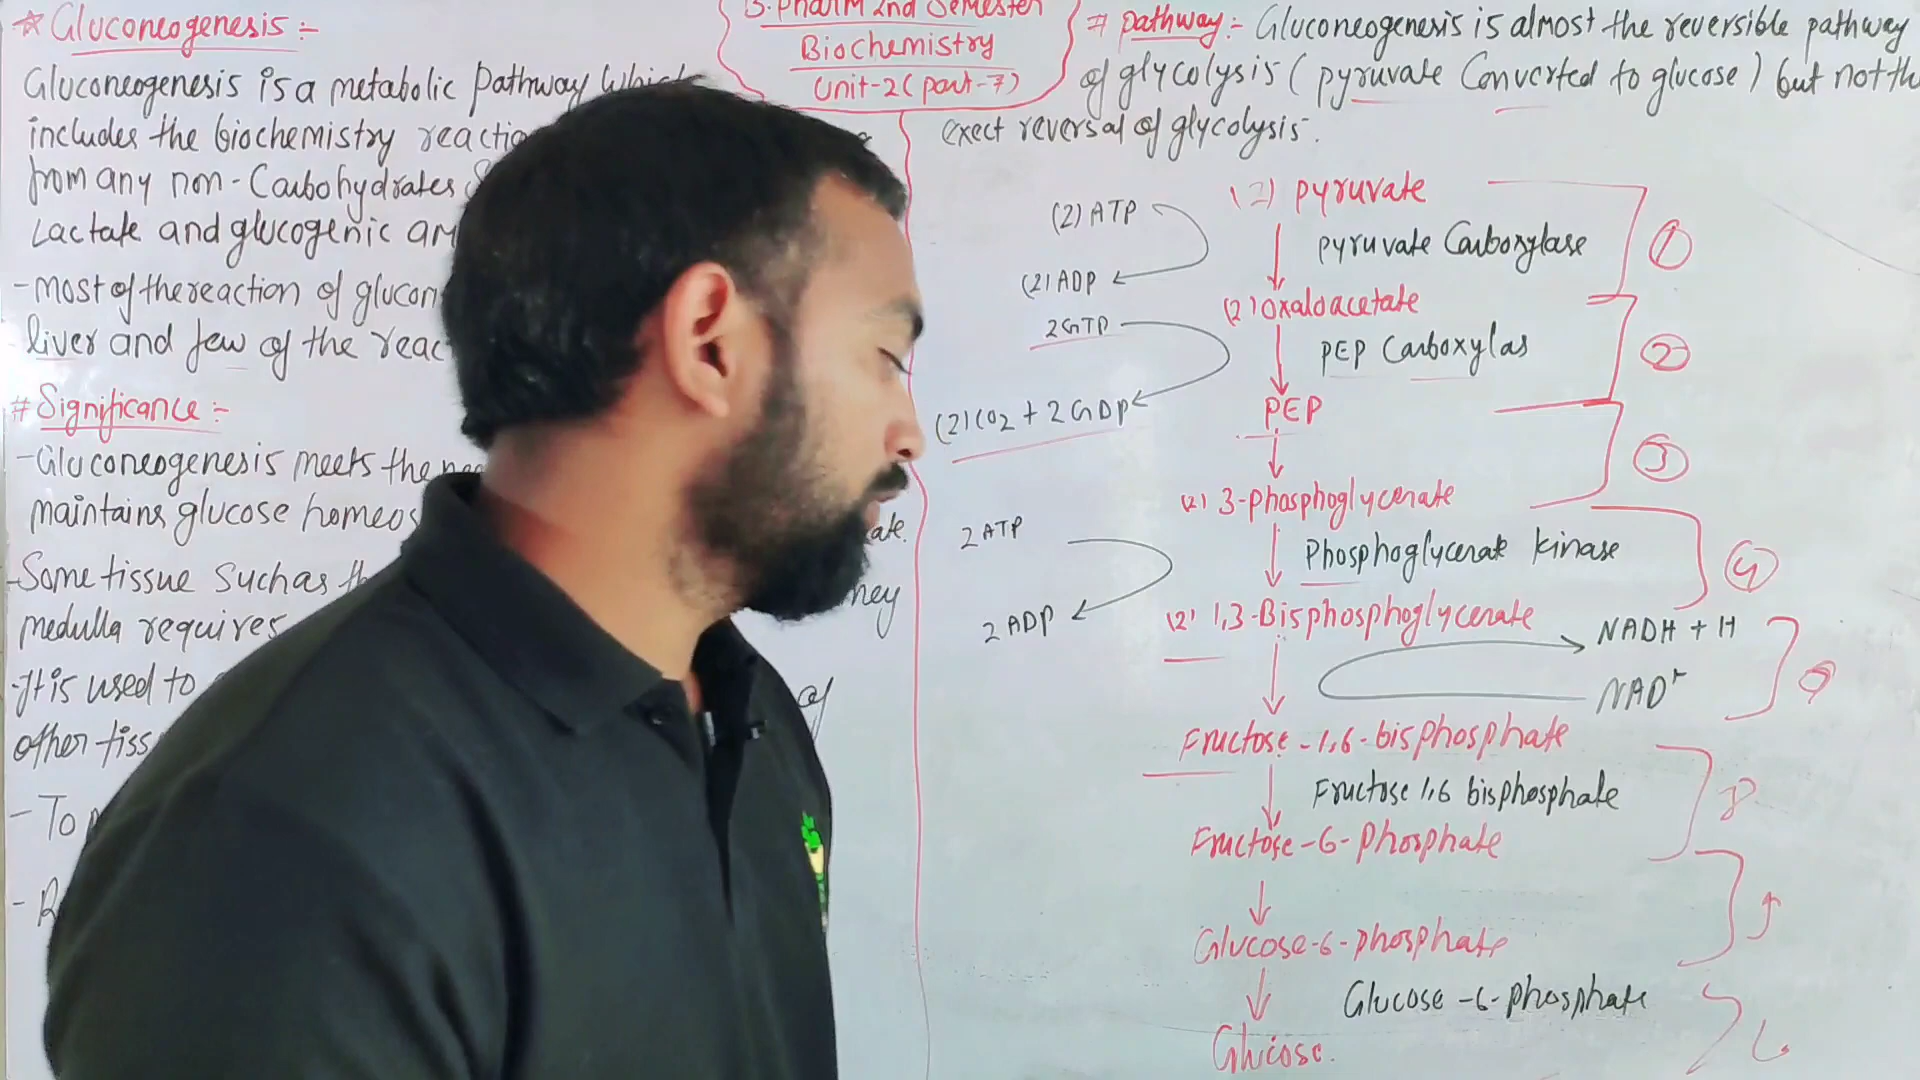 ☆ Gluconeogenesis :-
Gluconeogenesis is a metabolic pathway which
includes the biochemistry reactio
from any non-Carbohydrates
Lactate and glucogenic am
- most of the reaction of glucon
liver and few of the reac
# Significance :-
- Gluconeogenesis meets the
maintains glucose homeos
ate.
- Some tissue such as th
ney
medulla requires
- It is used to
of
other tiss
- To
- R
B. Pharm 2nd Semester
Biochemistry
Unit-2 (part-7)
# pathway :- Gluconeogenesis is almost the reversible pathway
of glycolysis (pyruvate Converted to glucose) but not th
exect reversal of glycolysis.
(2) pyruvate
(2) ATP
pyruvate Carboxylase
①
(2) ADP
(2) Oxaloacetate
2GTP
PEP Carboxylas
②
(2) CO2 + 2 GDP
PEP
③
(2) 3-phosphoglycerate
2 ATP
Phosphoglycerate kinase
④
2 ADP
(2) 1,3-Bisphosphoglycerate
NADH + H
NAD+
Fructose-1,6-bisphosphate
Fructose 1,6 bisphosphate
Fructose-6-Phosphate
Glucose-6-phosphate
Glucose-6-phosphate
Glucose.